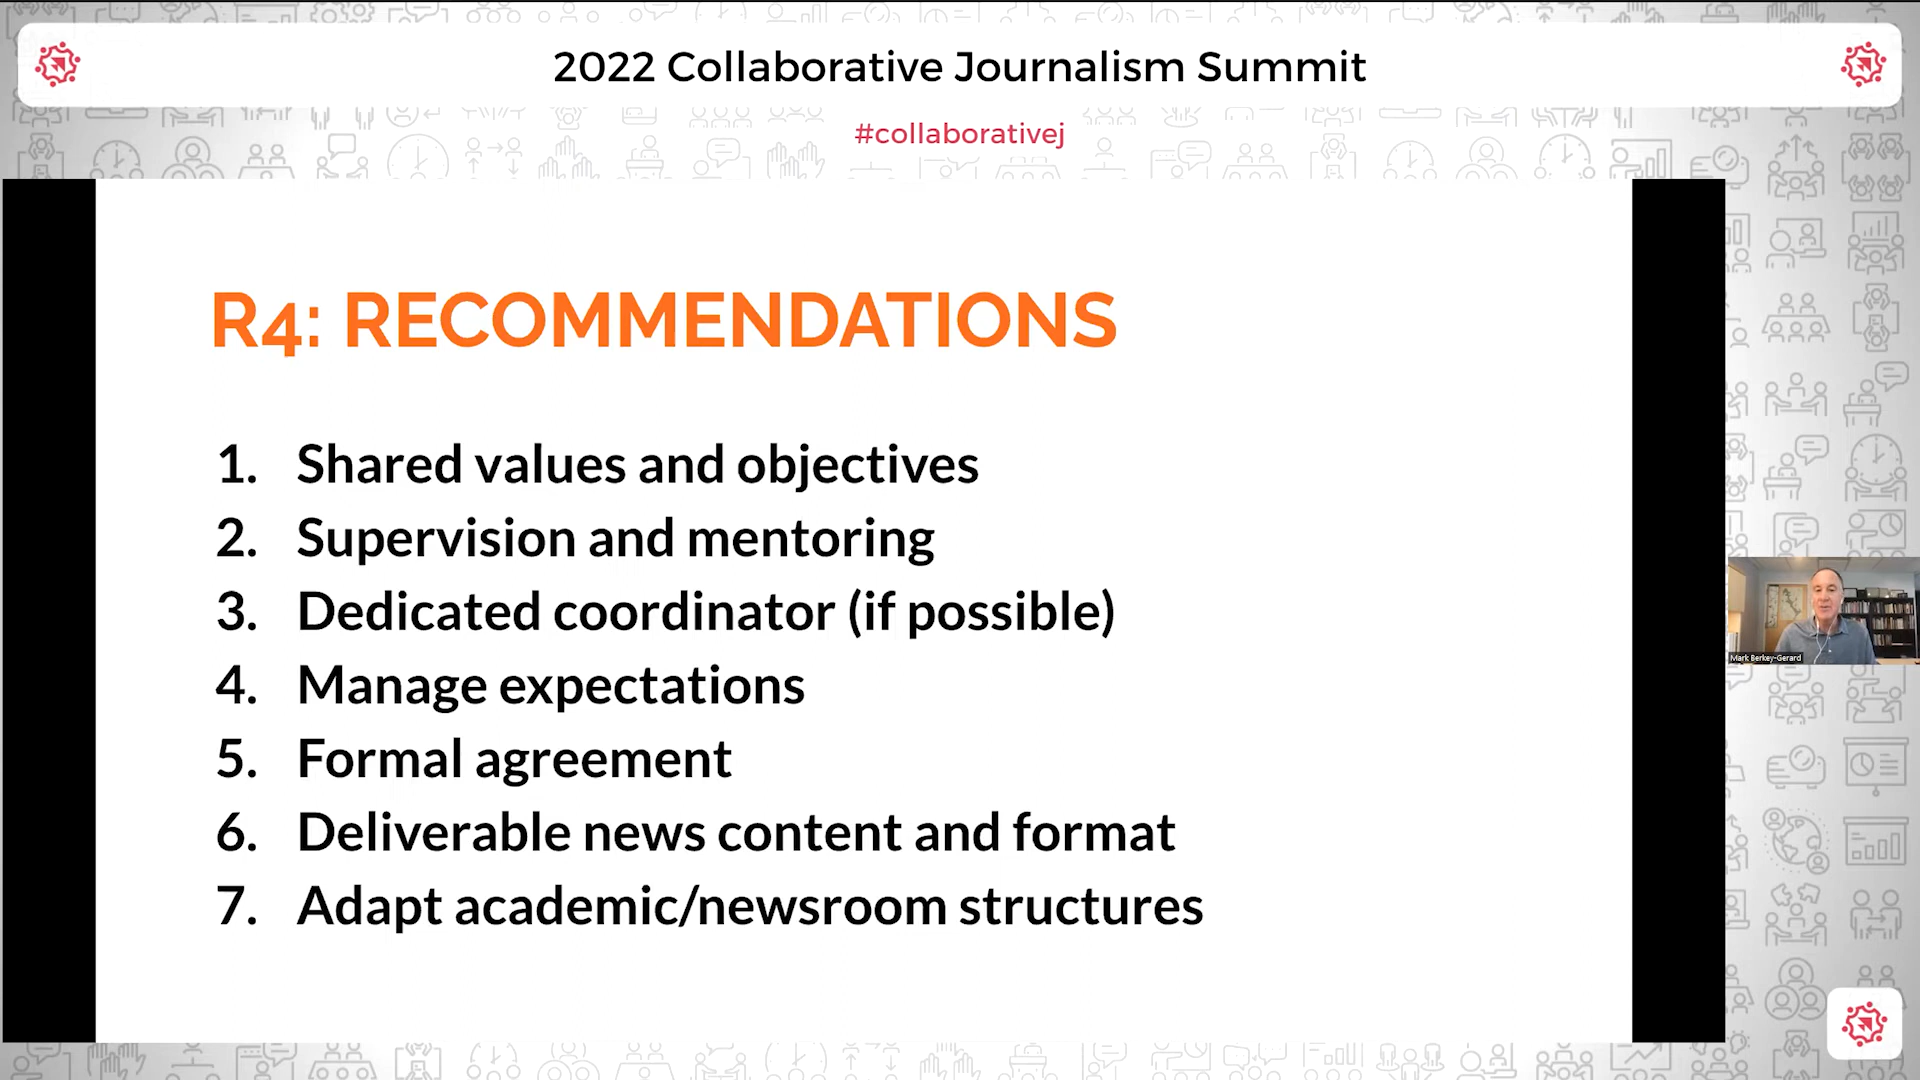 2022 Collaborative Journalism Summit
#collaborativej
R4: RECOMMENDATIONS
1. Shared values and objectives
2. Supervision and mentoring
3. Dedicated coordinator (if possible)
4. Manage expectations
5. Formal agreement
6. Deliverable news content and format
7. Adapt academic/newsroom structures
Mark Berkey-Gerard